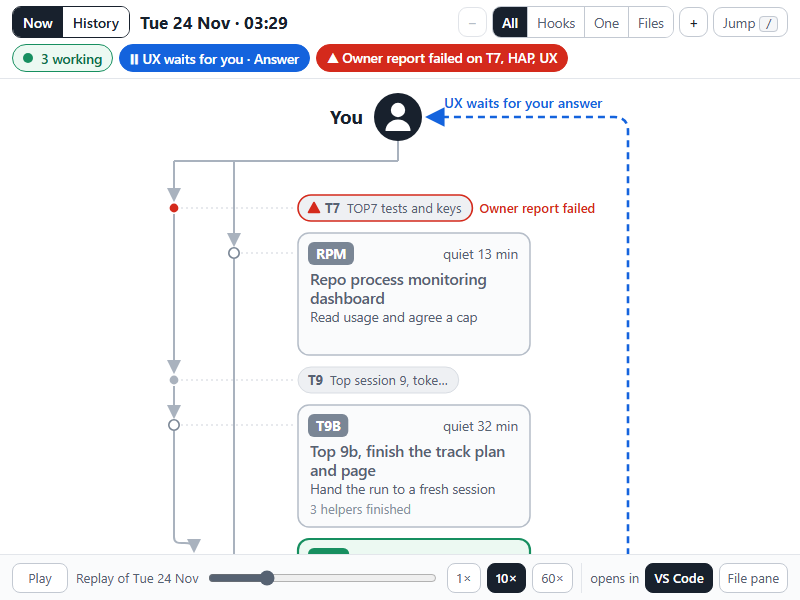 Now History Tue 24 Nov · 03:29 − All Hooks One Files + Jump /
3 working UX waits for you · Answer Owner report failed on T7, HAP, UX
UX waits for your answer
You
T7 TOP7 tests and keys Owner report failed
RPM quiet 13 min
Repo process monitoring
dashboard
Read usage and agree a cap
T9 Top session 9, toke...
T9B quiet 32 min
Top 9b, finish the track plan
and page
Hand the run to a fresh session
3 helpers finished
Play Replay of Tue 24 Nov 1× 10× 60× opens in VS Code File pane